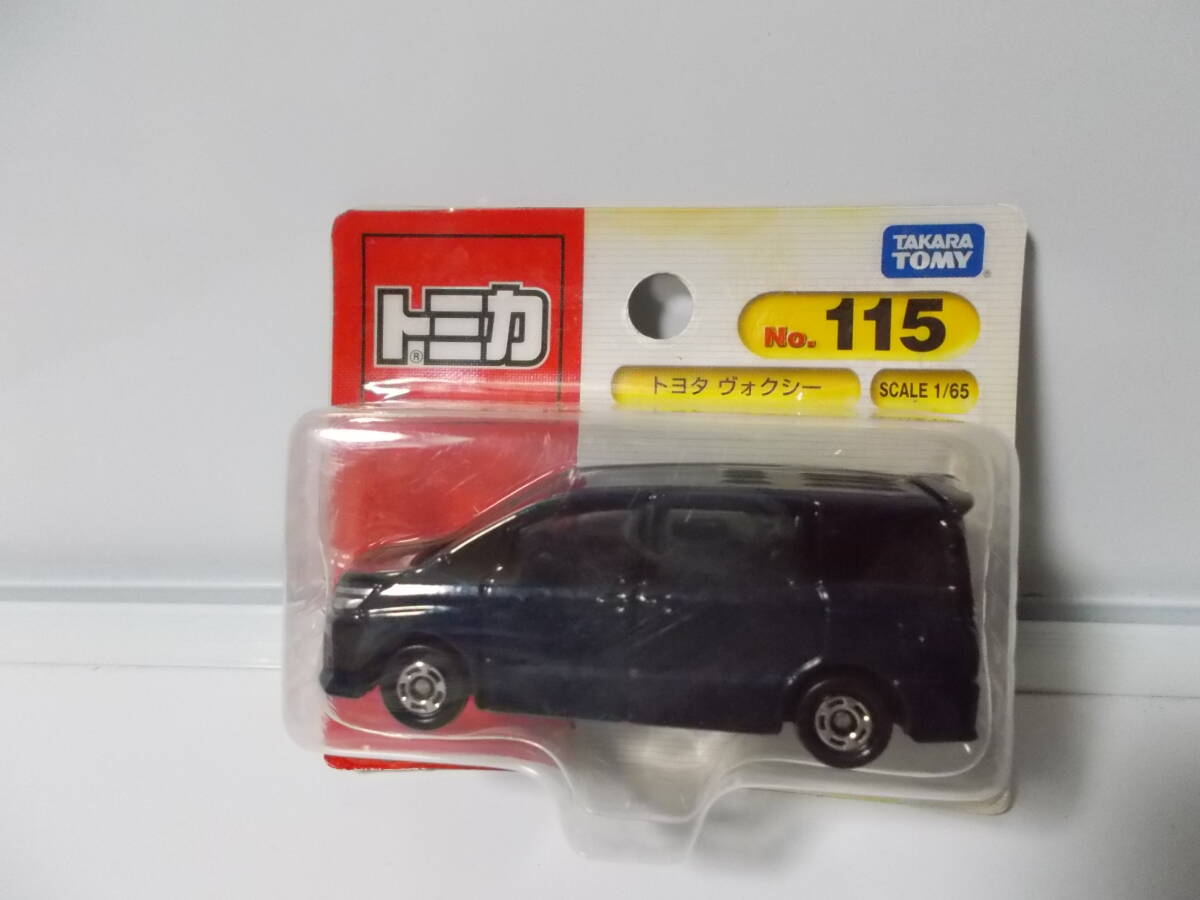 トミカ
®
TAKARA
TOMY®
No. 115
トヨタ ヴォクシー
SCALE 1/65